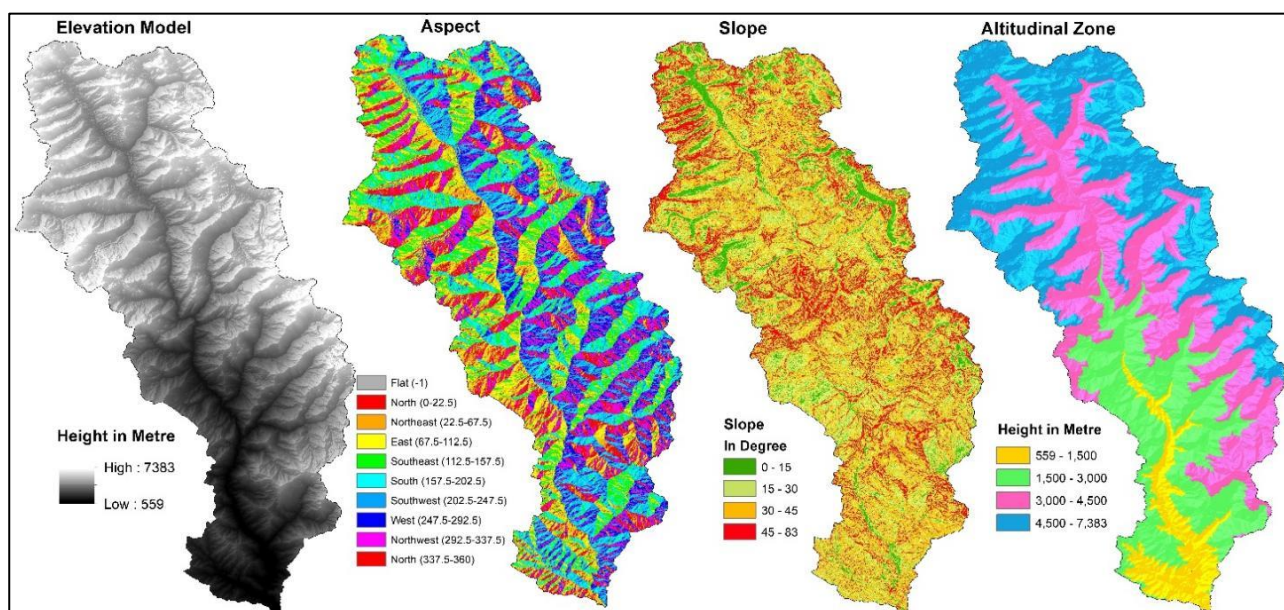 Elevation Model
Aspect
Slope
Altitudinal Zone
Height in Metre
High : 7383
Low : 559
Flat (-1)
North (0-22.5)
Northeast (22.5-67.5)
East (67.5-112.5)
Southeast (112.5-157.5)
South (157.5-202.5)
Southwest (202.5-247.5)
West (247.5-292.5)
Northwest (292.5-337.5)
North (337.5-360)
Slope
In Degree
0 - 15
15 - 30
30 - 45
45 - 83
Height in Metre
559 - 1,500
1,500 - 3,000
3,000 - 4,500
4,500 - 7,383